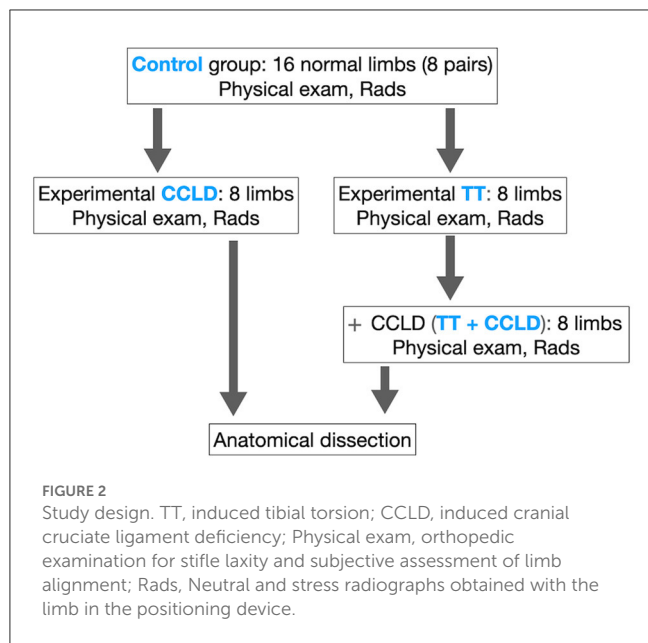 Control group: 16 normal limbs (8 pairs)
Physical exam, Rads
Experimental CCLD: 8 limbs
Physical exam, Rads
Experimental TT: 8 limbs
Physical exam, Rads
+ CCLD (TT + CCLD): 8 limbs
Physical exam, Rads
Anatomical dissection
FIGURE 2
Study design. TT, induced tibial torsion; CCLD, induced cranial
cruciate ligament deficiency; Physical exam, orthopedic
examination for stifle laxity and subjective assessment of limb
alignment; Rads, Neutral and stress radiographs obtained with the
limb in the positioning device.